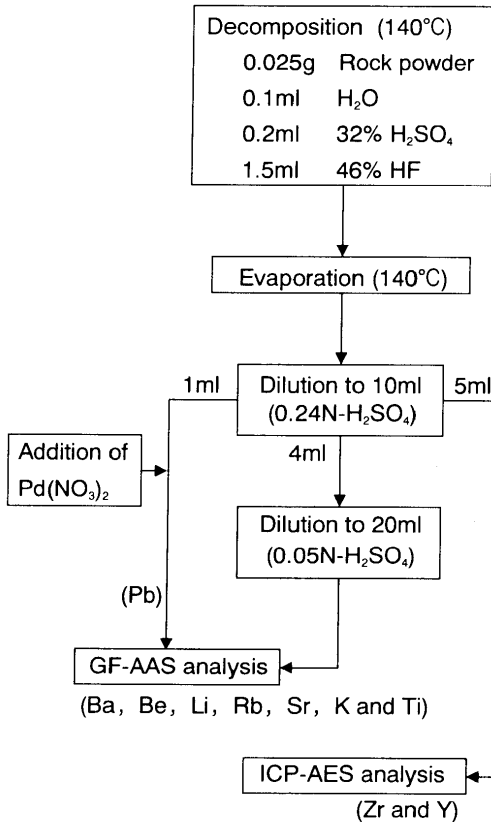 Decomposition (140℃)
0.025g Rock powder
0.1ml H₂O
0.2ml 32% H₂SO₄
1.5ml 46% HF
Evaporation (140℃)
1ml
Dilution to 10ml
(0.24N-H₂SO₄)
5ml
Addition of
Pd(NO₃)₂
4ml
Dilution to 20ml
(0.05N-H₂SO₄)
(Pb)
GF-AAS analysis
(Ba, Be, Li, Rb, Sr, K and Ti)
ICP-AES analysis
(Zr and Y)